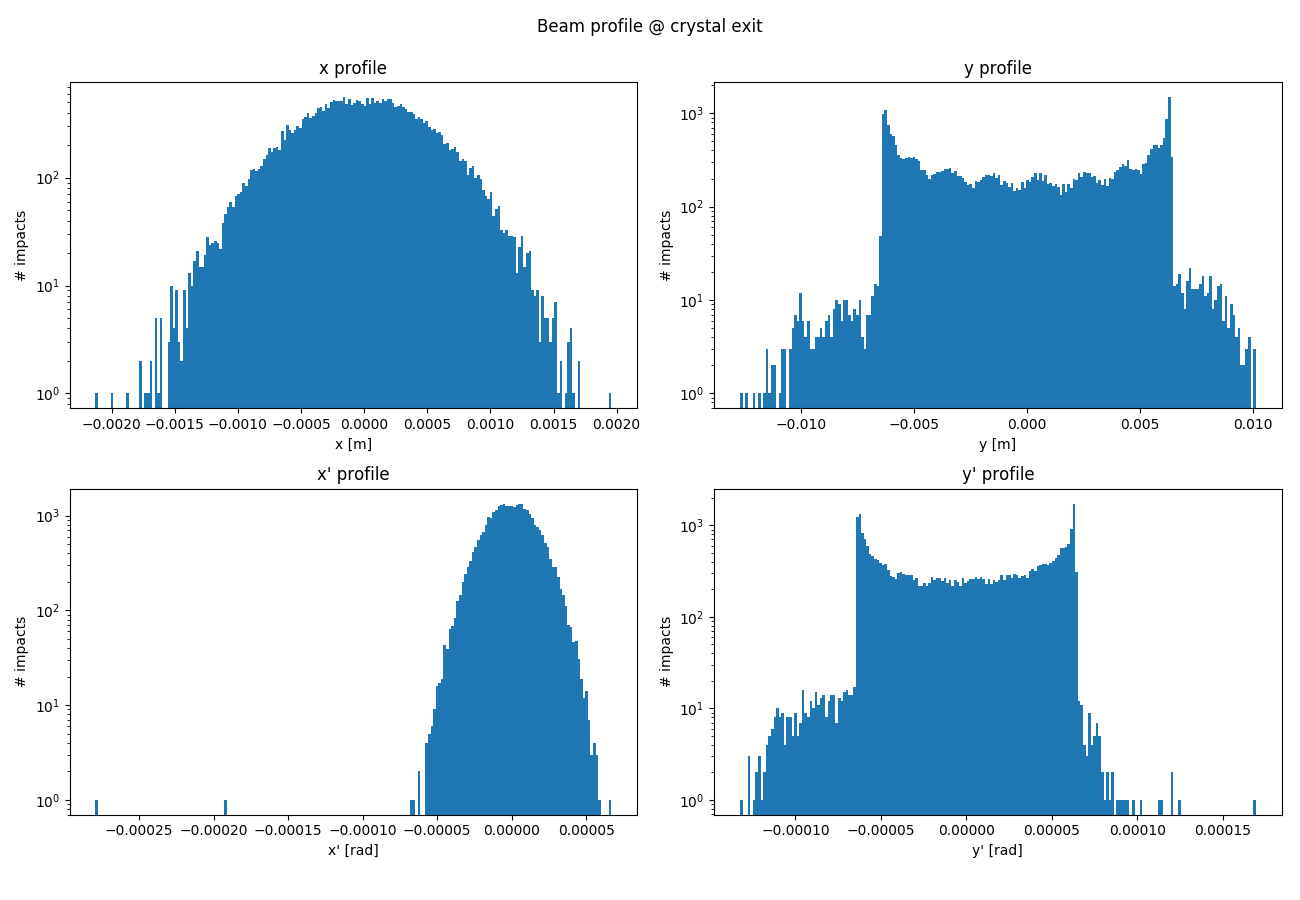 Beam profile @ crystal exit
x profile
y profile
# impacts
10³
10²
10¹
10⁰
−0.0020 −0.0015 −0.0010 −0.0005 0.0000 0.0005 0.0010 0.0015 0.0020
x [m]
# impacts
10²
10¹
10⁰
−0.010 −0.005 0.000 0.005 0.010
y [m]
x' profile
y' profile
# impacts
10³
10²
10¹
10⁰
−0.00025 −0.00020 −0.00015 −0.00010 −0.00005 0.00000 0.00005
x' [rad]
# impacts
10³
10²
10¹
10⁰
−0.00010 −0.00005 0.00000 0.00005 0.00010 0.00015
y' [rad]